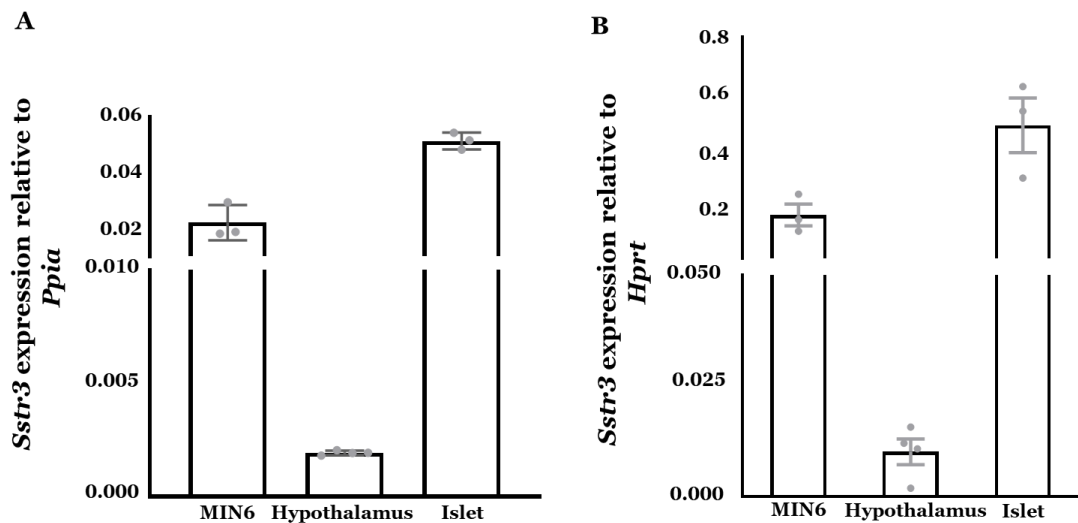 A
Sstr3 expression relative to
Ppia
0.06
0.04
0.02
0.010
0.005
0.000
MIN6 Hypothalamus Islet
B
Sstr3 expression relative to
Hprt
0.8
0.6
0.4
0.2
0.050
0.025
0.000
MIN6 Hypothalamus Islet